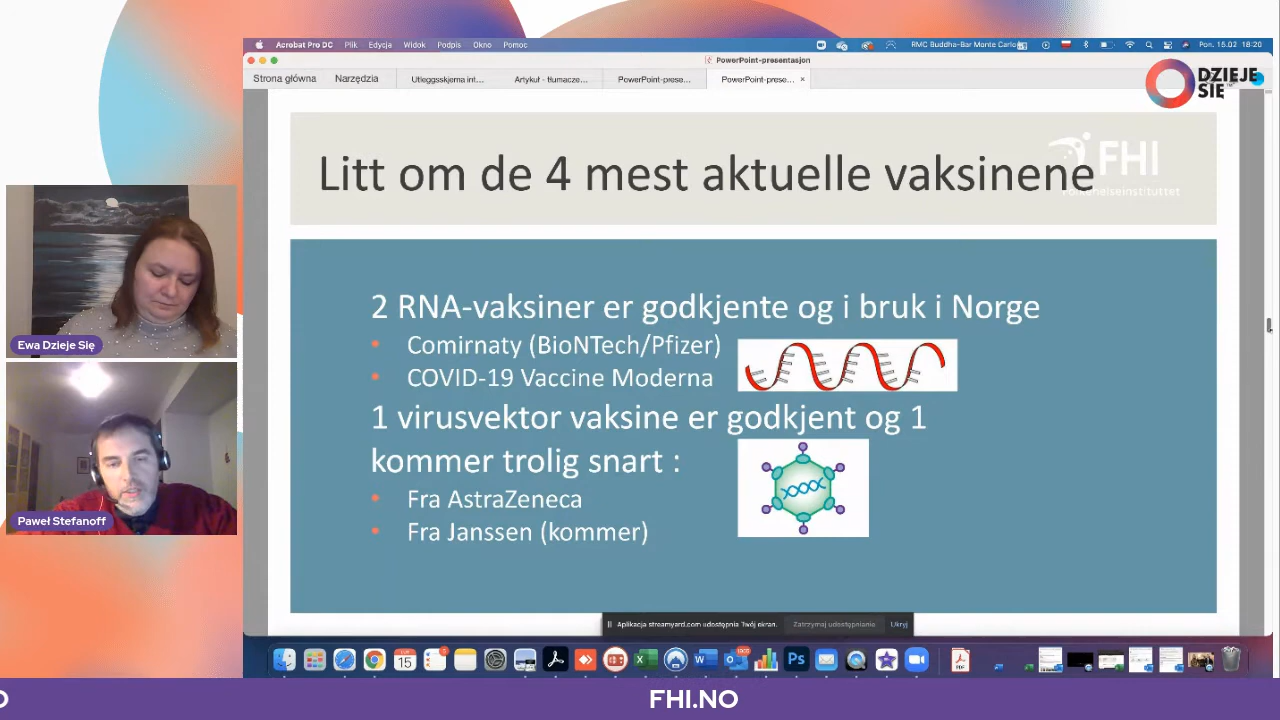 Acrobat Pro DC Plik Edycja Widok Podpis Okno Pomoc
RMC Buddha-Bar Monte Carlo
Pon. 15.02 18:20
PowerPoint-presentasjon
Strona główna Narzędzia Utleggsskjema int... Artykuł - tłumacze... PowerPoint-prese... PowerPoint-prese... ×
DZIEJE
SIĘ
FHI
Litt om de 4 mest aktuelle vaksinene
2 RNA-vaksiner er godkjente og i bruk i Norge
• Comirnaty (BioNTech/Pfizer)
• COVID-19 Vaccine Moderna
1 virusvektor vaksine er godkjent og 1
kommer trolig snart :
• Fra AstraZeneca
• Fra Janssen (kommer)
Ewa Dzieje Się
Paweł Stefanoff
Aplikacja streamyard.com udostępnia Twój ekran. Zatrzymaj udostępnianie Ukryj
15
FHI.NO